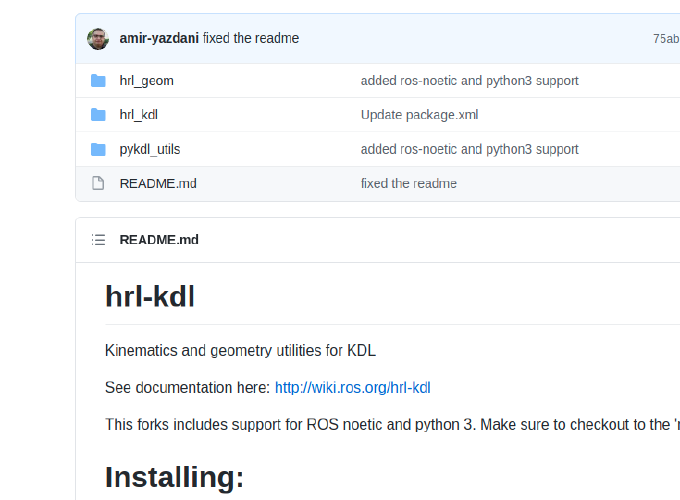 amir-yazdani fixed the readme 75ab
hrl_geom added ros-noetic and python3 support
hrl_kdl Update package.xml
pykdl_utils added ros-noetic and python3 support
README.md fixed the readme
README.md
hrl-kdl
Kinematics and geometry utilities for KDL
See documentation here: http://wiki.ros.org/hrl-kdl
This forks includes support for ROS noetic and python 3. Make sure to checkout to the
Installing: